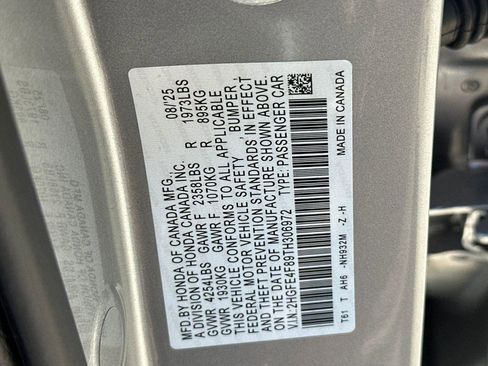 MFD. BY HONDA OF CANADA MFG., 08/25
A DIVISION OF HONDA CANADA INC.
GVWR 4254LBS GAWR F 2358LBS R 1973LBS
GVWR 1930KG GAWR F 1070KG R 895KG
THIS VEHICLE CONFORMS TO ALL APPLICABLE
FEDERAL MOTOR VEHICLE SAFETY, BUMPER,
AND THEFT PREVENTION STANDARDS IN EFFECT
ON THE DATE OF MANUFACTURE SHOWN ABOVE.
V.I.N:2HGFE4F89TH306972 TYPE:PASSENGER CAR
T61 T AH6 -NH932M -Z -H MADE IN CANADA